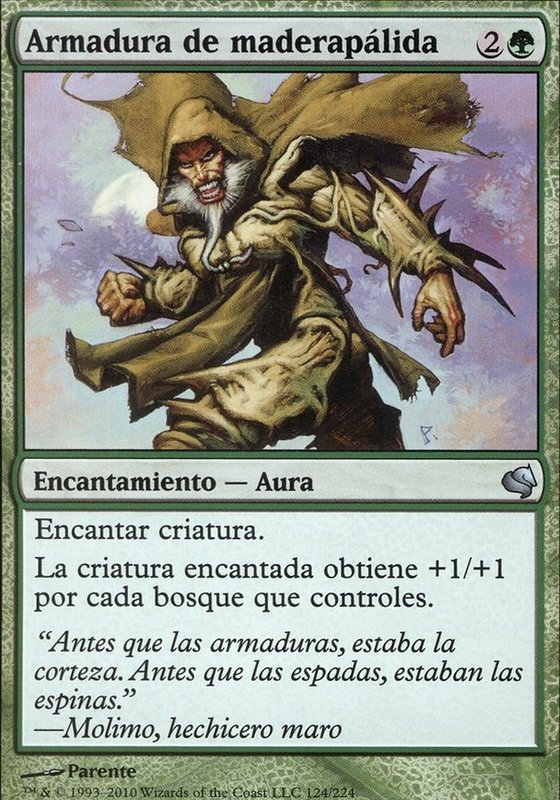 Armadura de maderapálida 2
Encantamiento — Aura
Encantar criatura.
La criatura encantada obtiene +1/+1
por cada bosque que controles.
“Antes que las armaduras, estaba la
corteza. Antes que las espadas, estaban las
espinas.”
—Molimo, hechicero maro
Parente
™ & © 1993–2010 Wizards of the Coast LLC 124/224